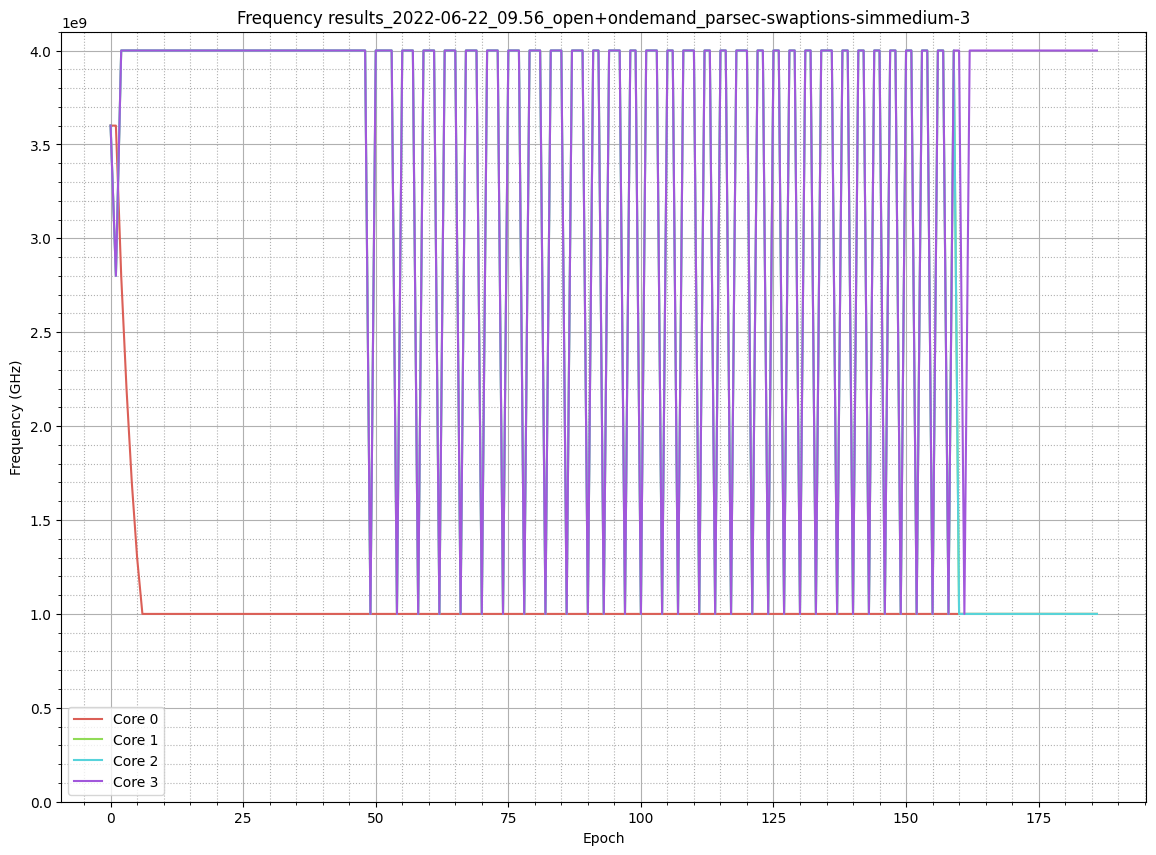 Frequency results_2022-06-22_09.56_open+ondemand_parsec-swaptions-simmedium-3
1e9
4.0
3.5
3.0
2.5
2.0
1.5
1.0
0.5
0.0
Frequency (GHz)
Core 0
Core 1
Core 2
Core 3
0 25 50 75 100 125 150 175
Epoch